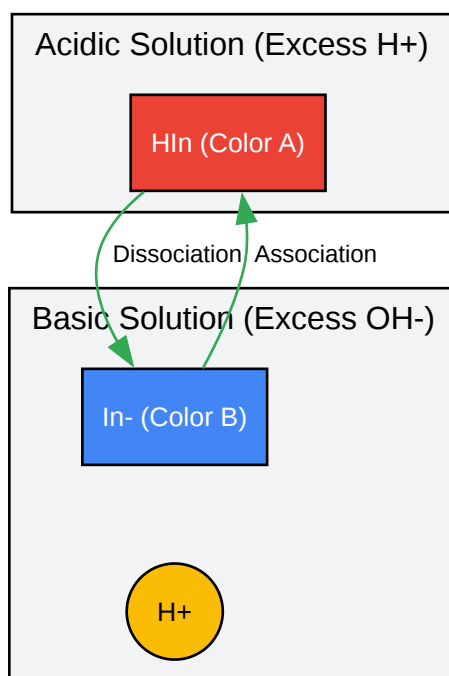 Acidic Solution (Excess H+)
HIn (Color A)
Dissociation
Association
Basic Solution (Excess OH-)
In- (Color B)
H+